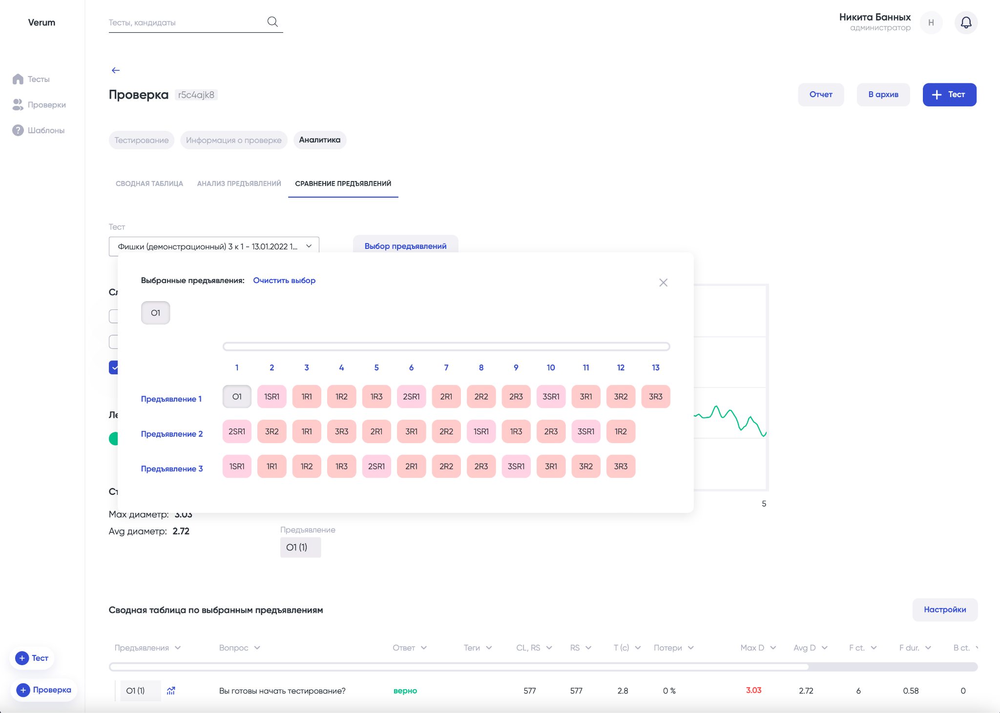 Verum
Тесты, кандидаты
Никита Банных
администратор
Н
Тесты
Проверки
Шаблоны
Проверка r5c4ajk8
Отчет
В архив
Тест
Тестирование
Информация о проверке
Аналитика
СВОДНАЯ ТАБЛИЦА
АНАЛИЗ ПРЕДЪЯВЛЕНИЙ
СРАВНЕНИЕ ПРЕДЪЯВЛЕНИЙ
Тест
Фишки (демонстрационный) 3 к 1 - 13.01.2022 1...
Выбор предъявлений
Выбранные предъявления: Очистить выбор
О1
1 2 3 4 5 6 7 8 9 10 11 12 13
Предъявление 1 О1 1SR1 1R1 1R2 1R3 2SR1 2R1 2R2 2R3 3SR1 3R1 3R2 3R3
Предъявление 2 2SR1 3R2 1R1 3R3 2R1 3R1 2R2 1SR1 1R3 2R3 3SR1 1R2
Предъявление 3 1SR1 1R1 1R2 1R3 2SR1 2R1 2R2 2R3 3SR1 3R1 3R2 3R3
5
Max диаметр: 3.03
Avg диаметр: 2.72
Предъявление
О1 (1)
Сводная таблица по выбранным предъявлениям
Настройки
Предъявления Вопрос Ответ Теги CL, RS RS T (с) Потери Max D Avg D F ct. F dur. B ct.
О1 (1) Вы готовы начать тестирование? верно 577 577 2.8 0 % 3.03 2.72 6 0.58 0
Тест
Проверка